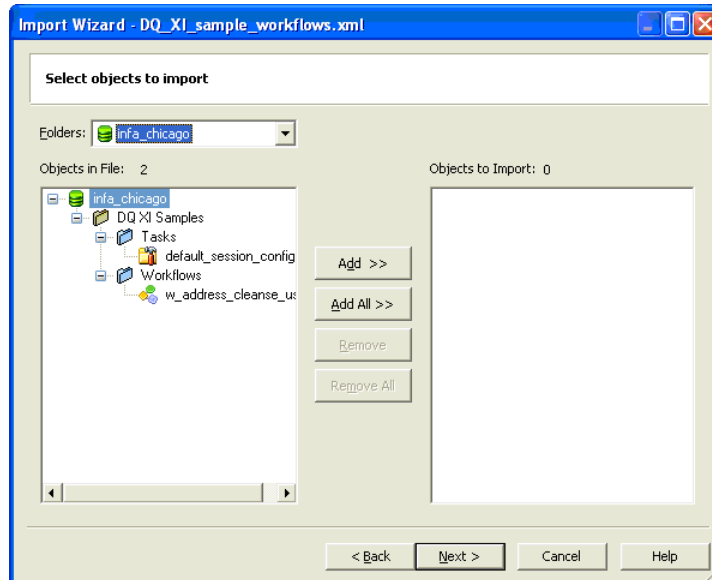 Import Wizard - DQ_XI_sample_workflows.xml
Select objects to import
Folders: infa_chicago
Objects in File: 2
Objects to Import: 0
infa_chicago
DQ XI Samples
Tasks
default_session_config
Workflows
w_address_cleanse_us
Add >>
Add All >>
Remove
Remove All
< Back
Next >
Cancel
Help